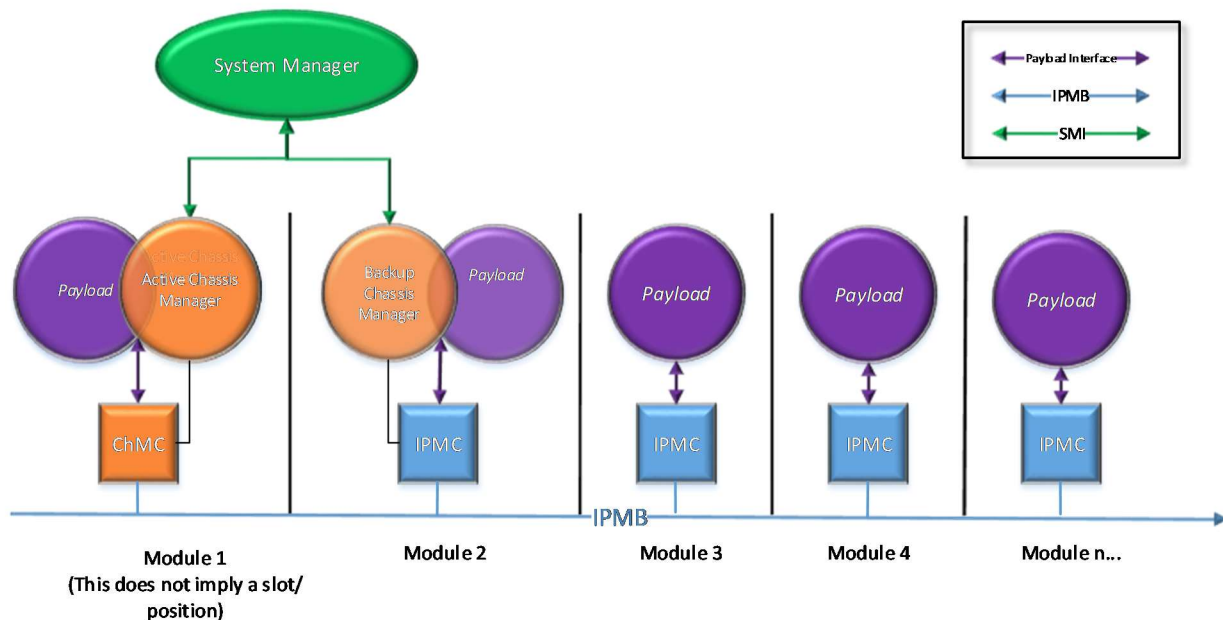 System Manager
Payload Interface
IPMB
SMI
Payload
Active Chassis
Active Chassis
Manager
Backup
Chassis
Manager
Payload
Payload
Payload
Payload
ChMC
IPMC
IPMC
IPMC
IPMC
IPMB
Module 1
(This does not imply a slot/
position)
Module 2
Module 3
Module 4
Module n...